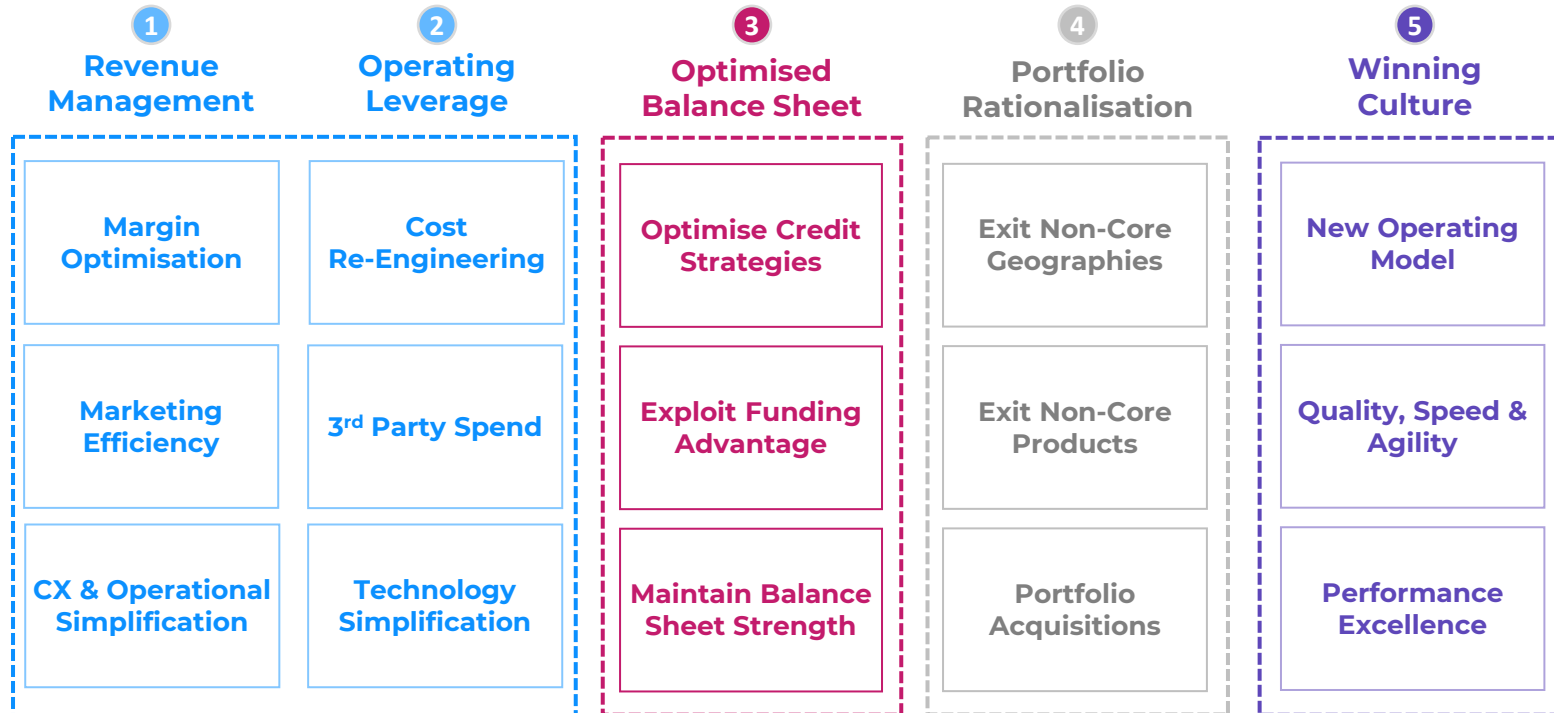 1
Revenue
Management
2
Operating
Leverage
3
Optimised
Balance Sheet
4
Portfolio
Rationalisation
5
Winning
Culture
Margin
Optimisation
Cost
Re-Engineering
Optimise Credit
Strategies
Exit Non-Core
Geographies
New Operating
Model
Marketing
Efficiency
3rd Party Spend
Exploit Funding
Advantage
Exit Non-Core
Products
Quality, Speed &
Agility
CX & Operational
Simplification
Technology
Simplification
Maintain Balance
Sheet Strength
Portfolio
Acquisitions
Performance
Excellence